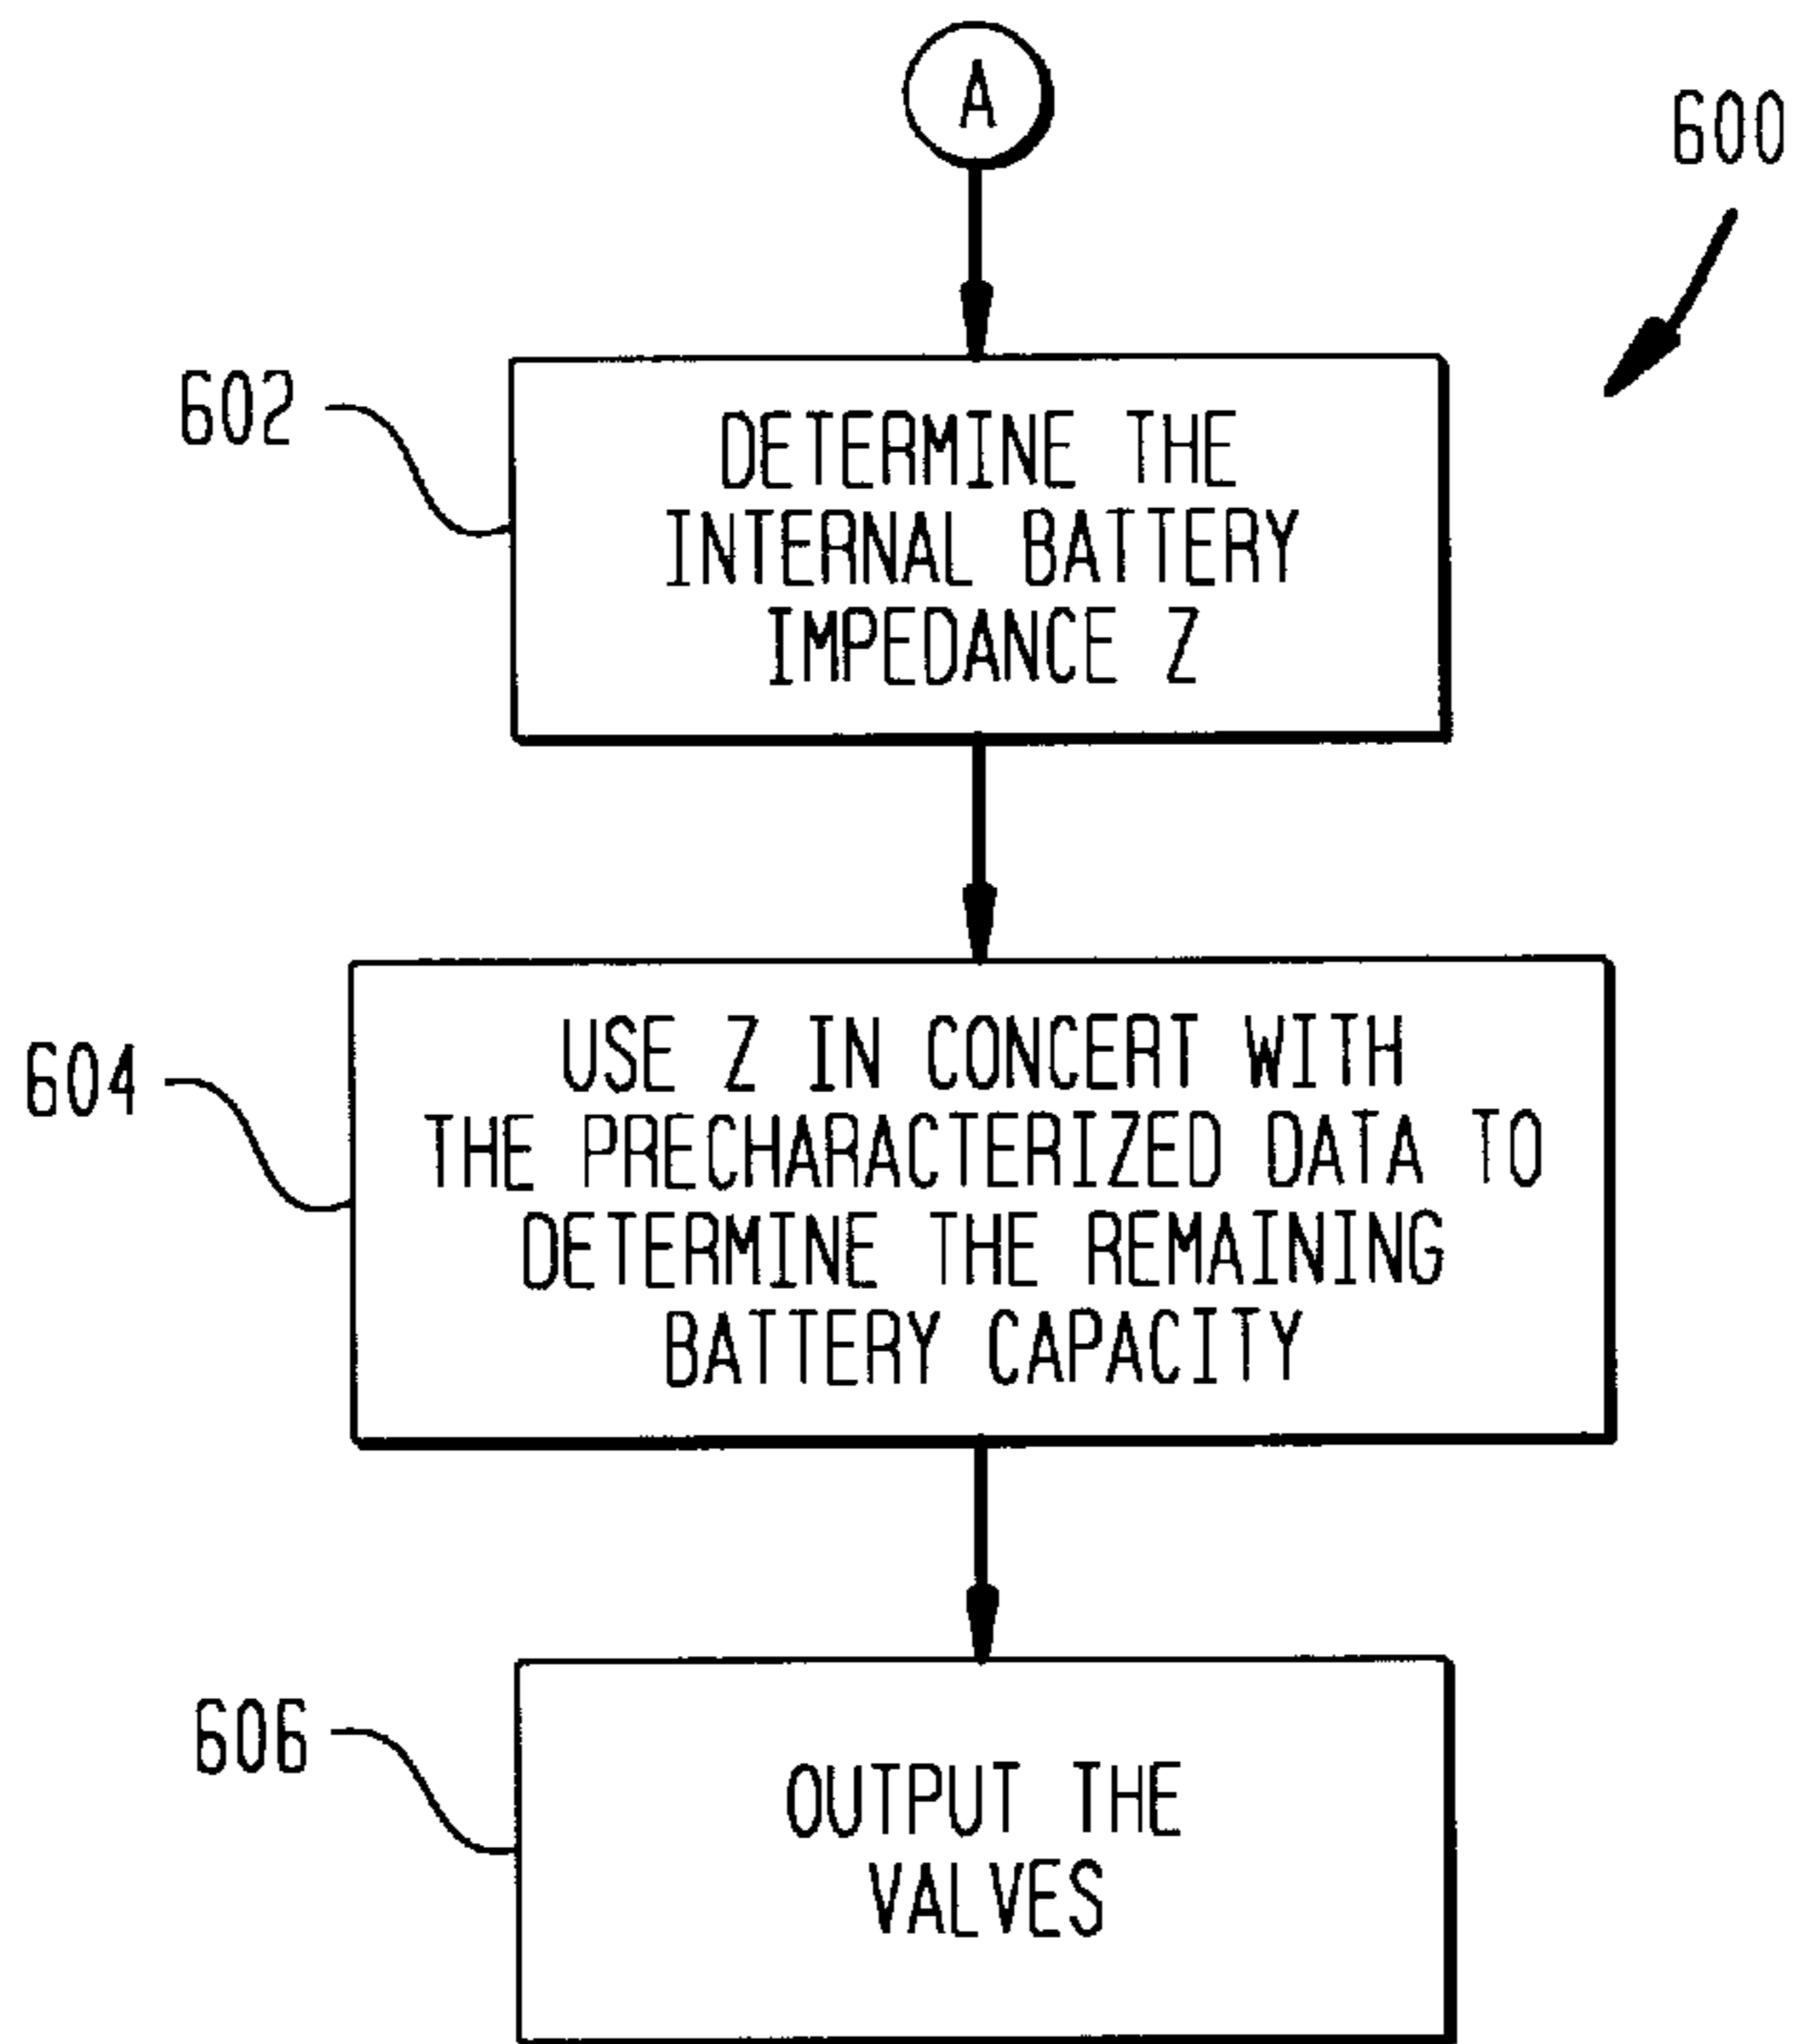 A
600
602
DETERMINE THE
INTERNAL BATTERY
IMPEDANCE Z
604
USE Z IN CONCERT WITH
THE PRECHARACTERIZED DATA TO
DETERMINE THE REMAINING
BATTERY CAPACITY
606
OUTPUT THE
VALVES